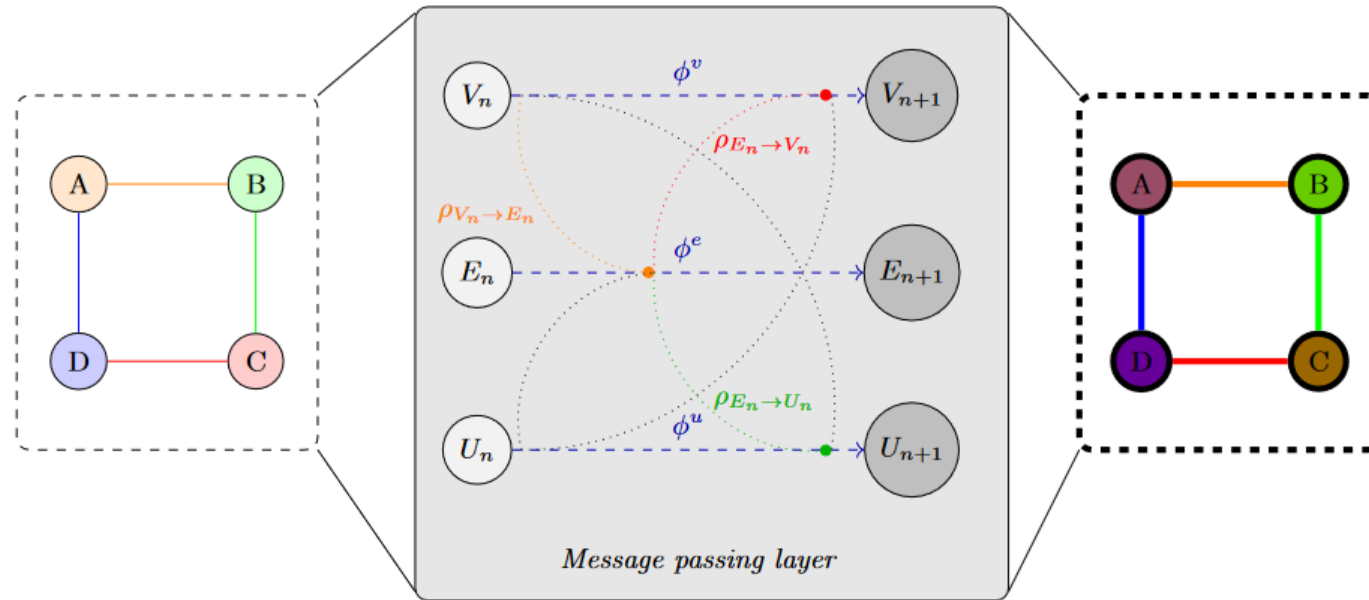 V_n ϕ^v V_{n+1}
ρ_{E_n→V_n}
A B
A B
ρ_{V_n→E_n}
E_n ϕ^e E_{n+1}
D C
D C
ρ_{E_n→U_n}
U_n ϕ^u U_{n+1}
Message passing layer